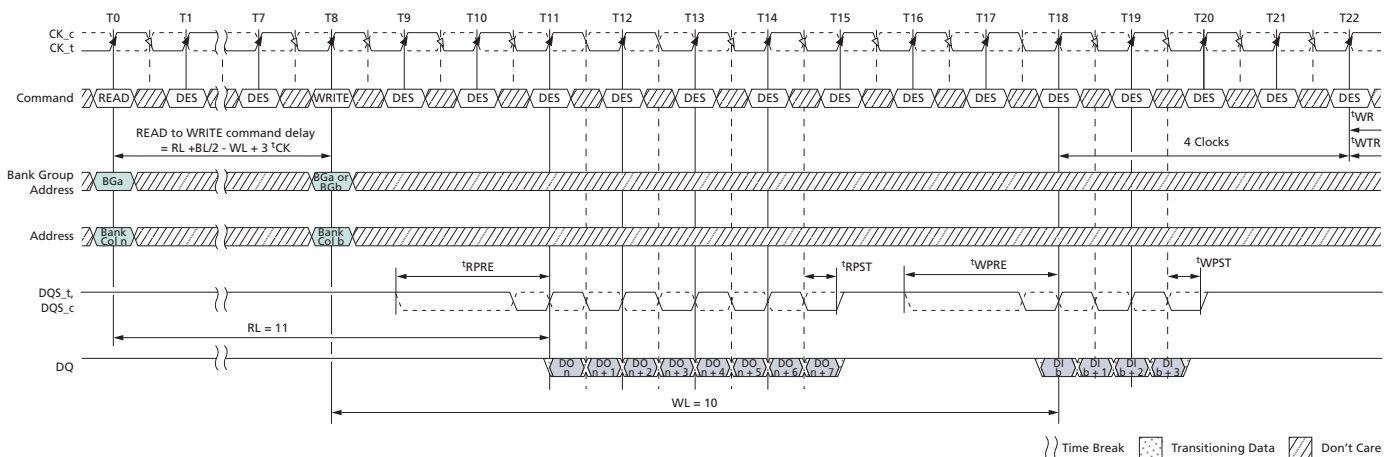 T0 T1 T7 T8 T9 T10 T11 T12 T13 T14 T15 T16 T17 T18 T19 T20 T21 T22
CK_c
CK_t
Command READ DES DES WRITE DES DES DES DES DES DES DES DES DES DES DES DES DES DES
tWR
READ to WRITE command delay
= RL +BL/2 - WL + 3 tCK
4 Clocks
tWTR
Bank Group
Address
BGa
BGa or
BGb
Address
Bank
Col n
Bank
Col b
tRPRE tRPST tWPRE tWPST
DQS_t,
DQS_c
RL = 11
DQ
DO
n
DO
n + 1
DO
n + 2
DO
n + 3
DO
n + 4
DO
n + 5
DO
n + 6
DO
n + 7
DI
b
DI
b + 1
DI
b + 2
DI
b + 3
WL = 10
Time Break Transitioning Data Don't Care